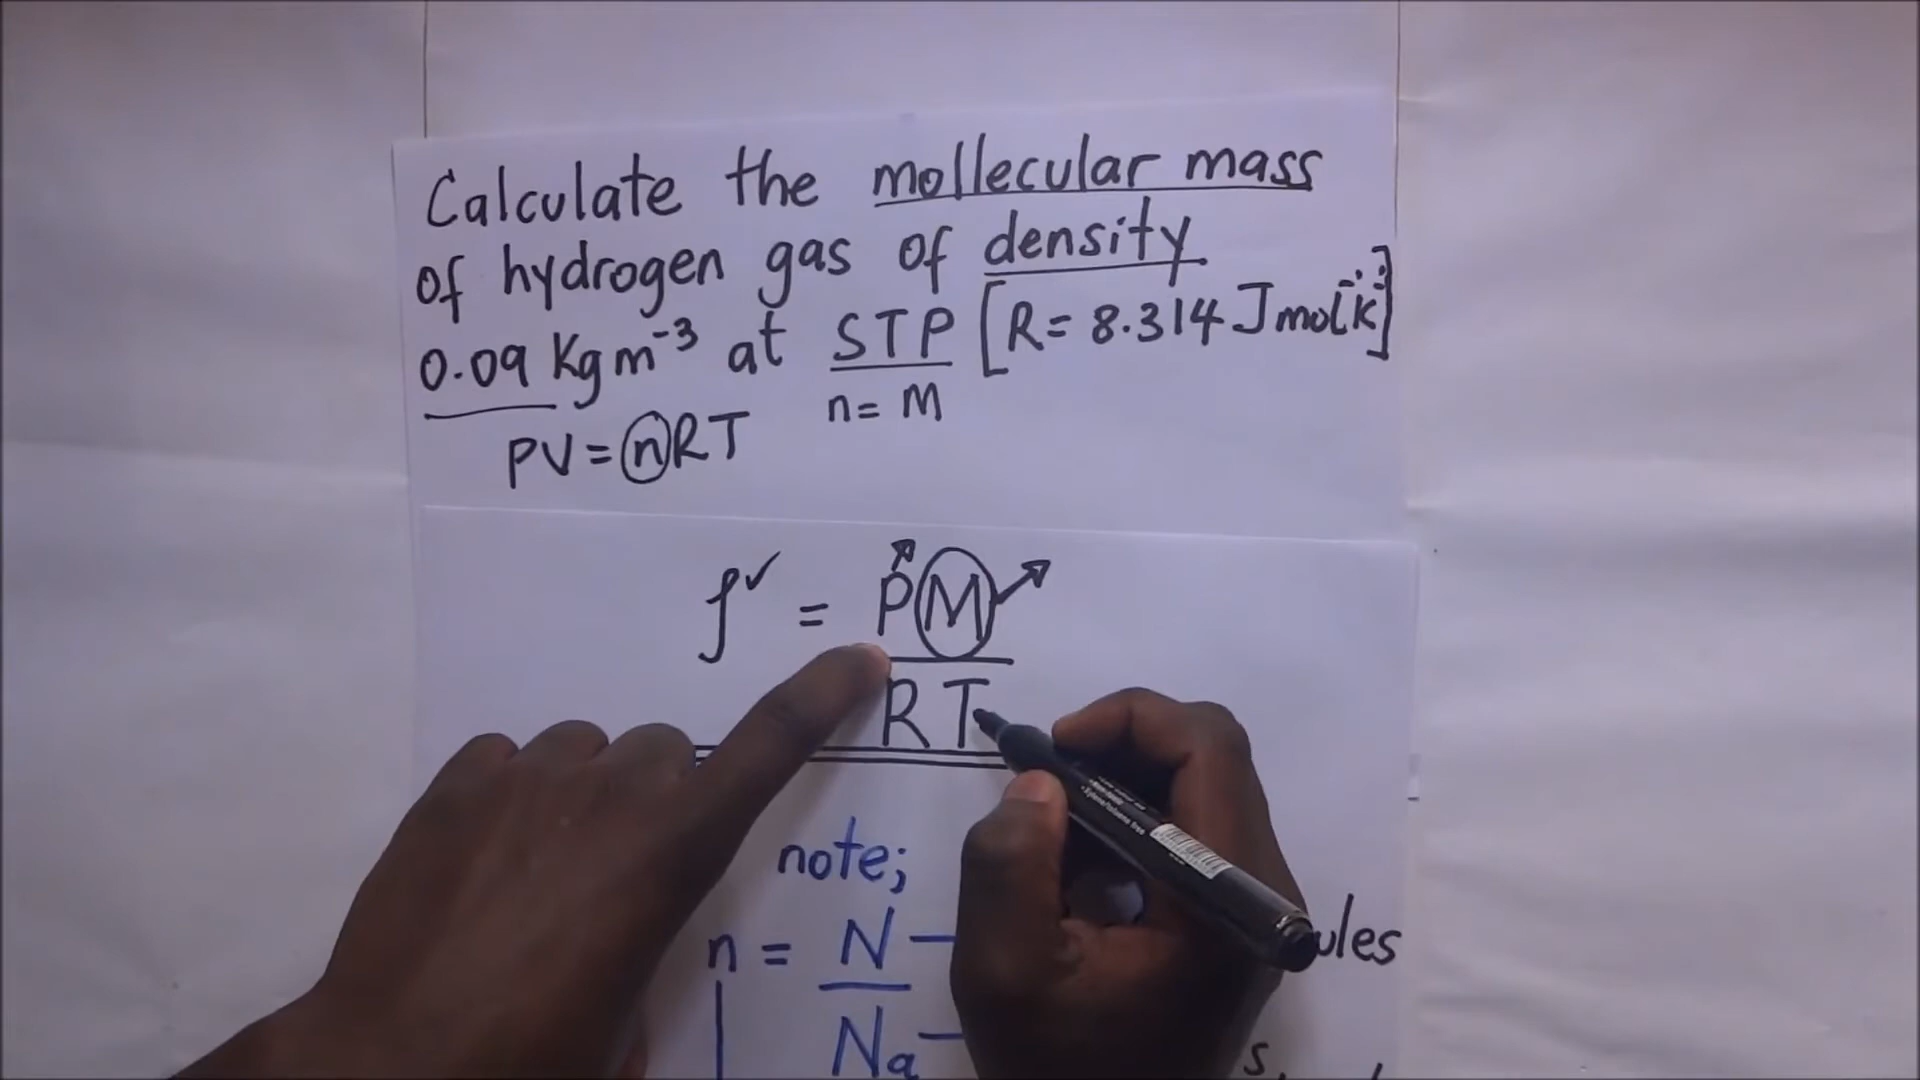 Calculate the mollecular mass
of hydrogen gas of density
0.09 Kgm⁻³ at STP [R= 8.314 Jmol⁻¹K⁻¹]
n= M
PV = nRT
ρ✓ = PM
RT
note;
n = N
Na